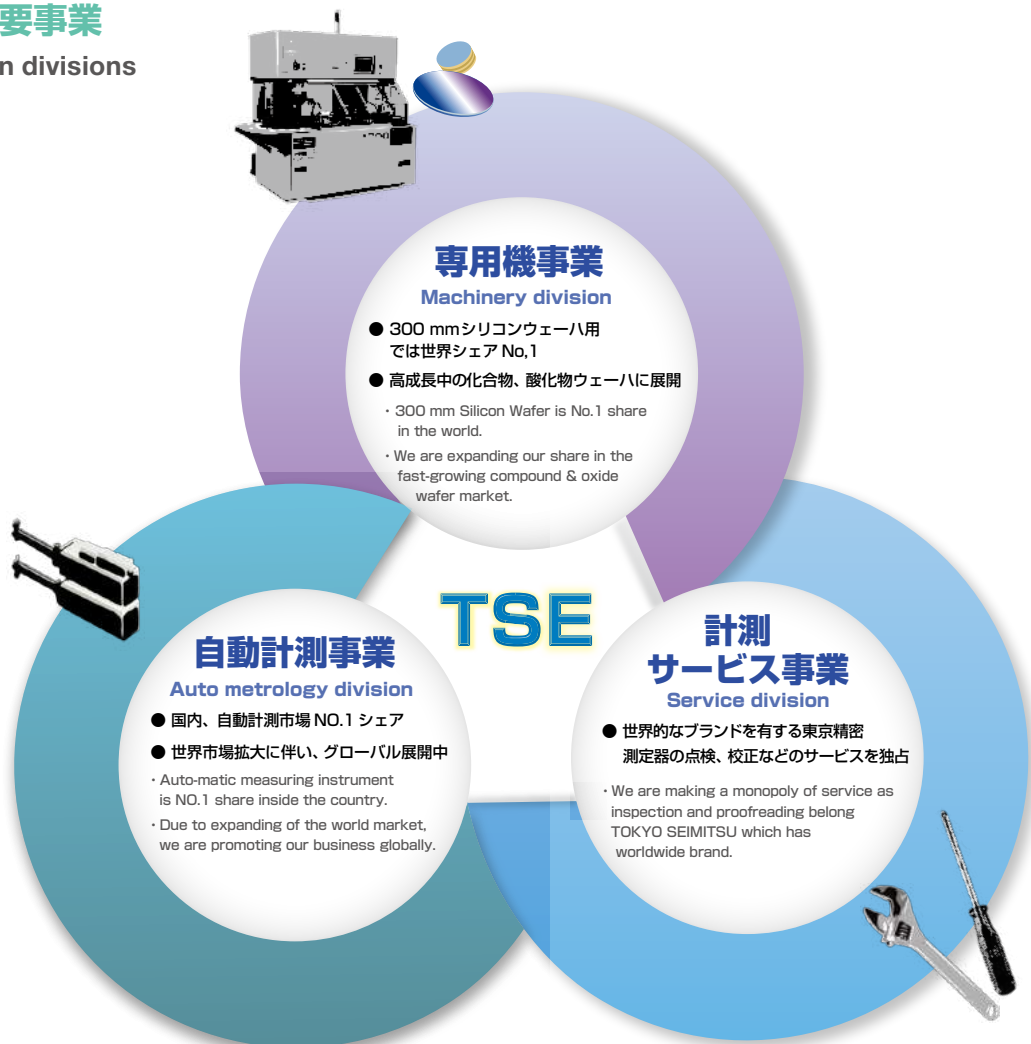 要事業
n divisions
専用機事業
Machinery division
● 300 mmシリコンウェーハ用
では世界シェア No,1
● 高成長中の化合物、酸化物ウェーハに展開
・300 mm Silicon Wafer is No.1 share
in the world.
・We are expanding our share in the
fast-growing compound & oxide
wafer market.
TSE
自動計測事業
Auto metrology division
● 国内、自動計測市場 NO.1 シェア
● 世界市場拡大に伴い、グローバル展開中
・Auto-matic measuring instrument
is NO.1 share inside the country.
・Due to expanding of the world market,
we are promoting our business globally.
計測
サービス事業
Service division
● 世界的なブランドを有する東京精密
測定器の点検、校正などのサービスを独占
・We are making a monopoly of service as
inspection and proofreading belong
TOKYO SEIMITSU which has
worldwide brand.